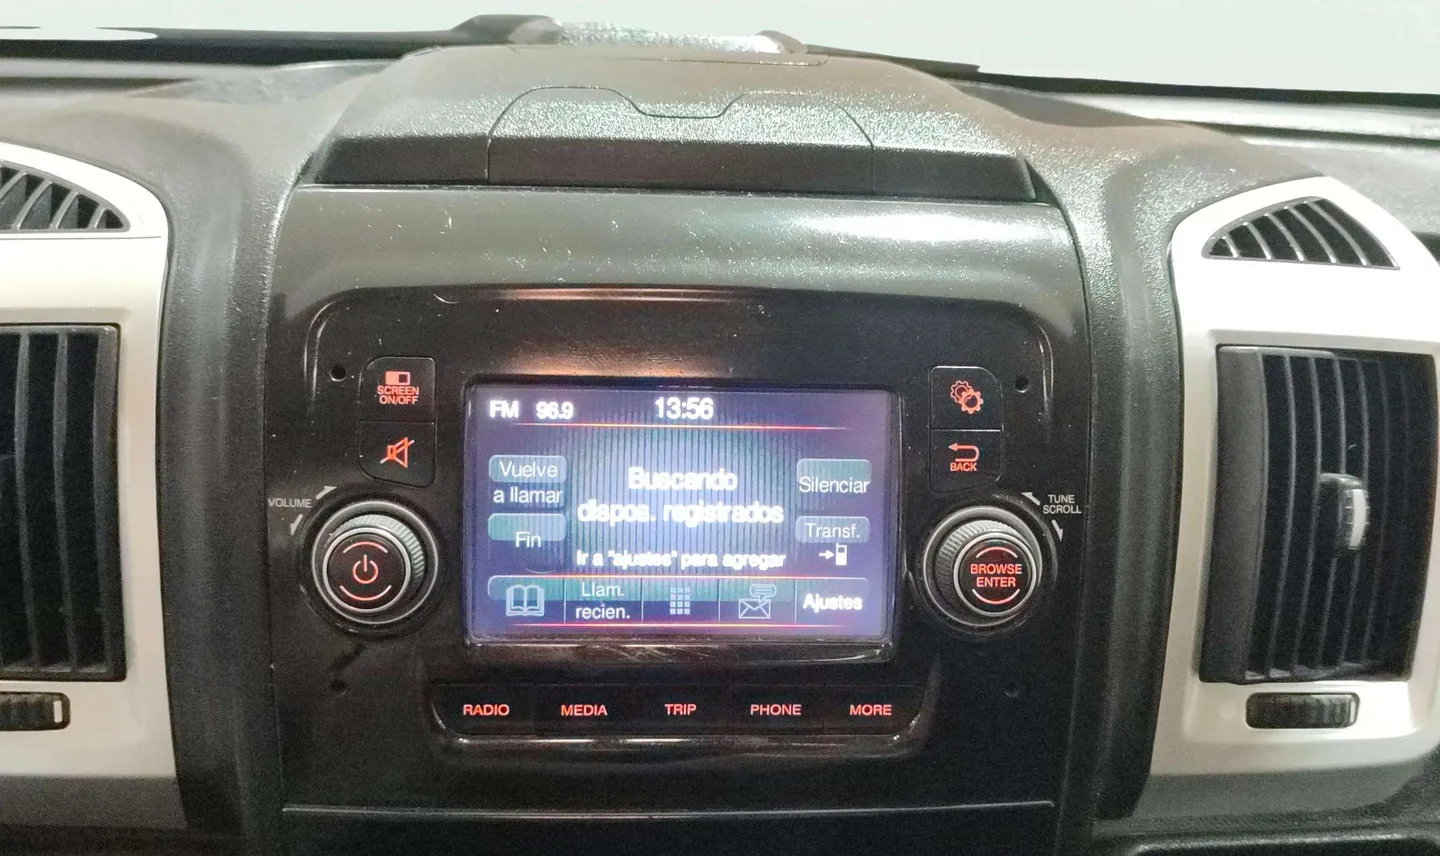 SCREEN
ON/OFF
VOLUME
FM 96.9 13:56
Vuelve
a llamar
Fin
Buscando
dispos. registrados
Ir a "ajustes" para agregar
Silenciar
Transf.
Llam.
recien.
Ajustes
BACK
TUNE
SCROLL
BROWSE
ENTER
RADIO MEDIA TRIP PHONE MORE